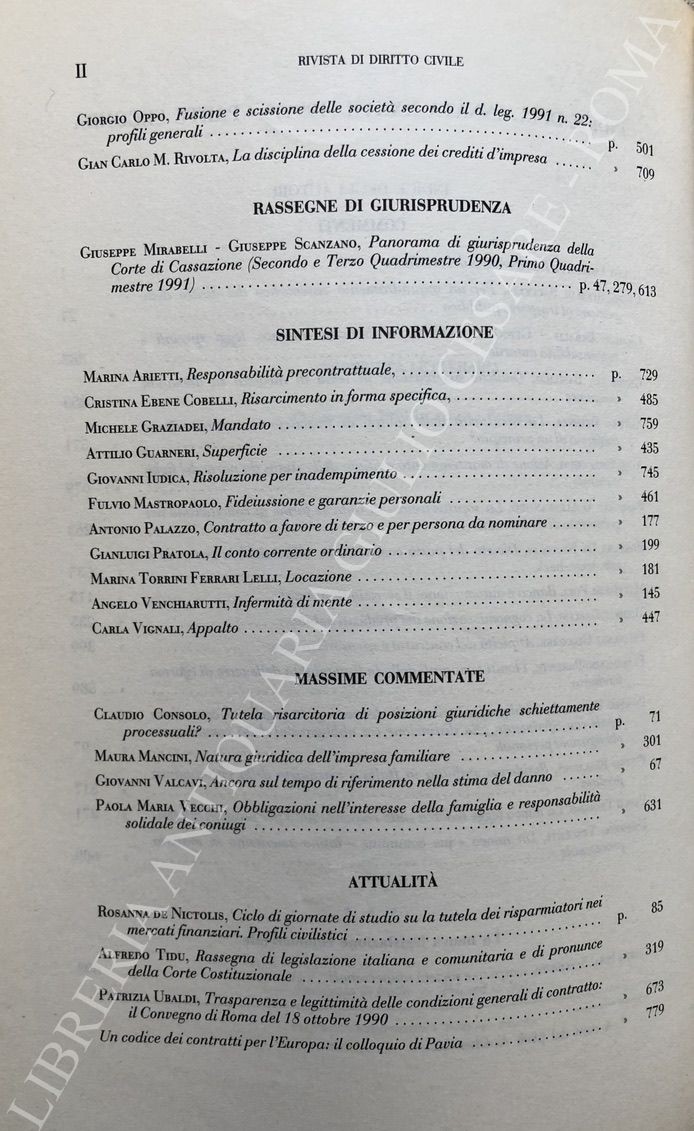 II
RIVISTA DI DIRITTO CIVILE
GIORGIO OPPO, Fusione e scissione delle società secondo il d. leg. 1991 n. 22:
profili generali ........................................ p. 501
GIAN CARLO M. RIVOLTA, La disciplina della cessione dei crediti d'impresa ...... » 709
RASSEGNE DI GIURISPRUDENZA
GIUSEPPE MIRABELLI - GIUSEPPE SCANZANO, Panorama di giurisprudenza della
Corte di Cassazione (Secondo e Terzo Quadrimestre 1990, Primo Quadri-
mestre 1991) ........................................ p. 47, 279, 613
SINTESI DI INFORMAZIONE
MARINA ARIETTI, Responsabilità precontrattuale, ............................ p. 729
CRISTINA EBENE COBELLI, Risarcimento in forma specifica, ..................... » 485
MICHELE GRAZIADEI, Mandato ............................................ » 759
ATTILIO GUARNERI, Superficie ............................................ » 435
GIOVANNI IUDICA, Risoluzione per inadempimento ............................ » 745
FULVIO MASTROPAOLO, Fideiussione e garanzie personali ..................... » 461
ANTONIO PALAZZO, Contratto a favore di terzo e per persona da nominare ....... » 177
GIANLUIGI PRATOLA, Il conto corrente ordinario .............................. » 199
MARINA TORRINI FERRARI LELLI, Locazione .................................. » 181
ANGELO VENCHIARUTTI, Infermità di mente .................................. » 145
CARLA VIGNALI, Appalto .................................................. » 447
MASSIME COMMENTATE
CLAUDIO CONSOLO, Tutela risarcitoria di posizioni giuridiche schiettamente
processuali? .................................................. p. 71
MAURA MANCINI, Natura giuridica dell'impresa familiare .................... » 301
GIOVANNI VALCAVI, Ancora sul tempo di riferimento nella stima del danno ...... » 67
PAOLA MARIA VECCHI, Obbligazioni nell'interesse della famiglia e responsabilità
solidale dei coniugi .................................................. » 631
ATTUALITÀ
ROSANNA DE NICTOLIS, Ciclo di giornate di studio su la tutela dei risparmiatori nei
mercati finanziari. Profili civilistici .............................. p. 85
ALFREDO TIDU, Rassegna di legislazione italiana e comunitaria e di pronunce
della Corte Costituzionale ........................................ » 319
PATRIZIA UBALDI, Trasparenza e legittimità delle condizioni generali di contratto:
il Convegno di Roma del 18 ottobre 1990 .............................. » 673
Un codice dei contratti per l'Europa: il colloquio di Pavia .................. » 779
LIBRERIA ANTIQUARIA GIULIO CESARE - ROMA